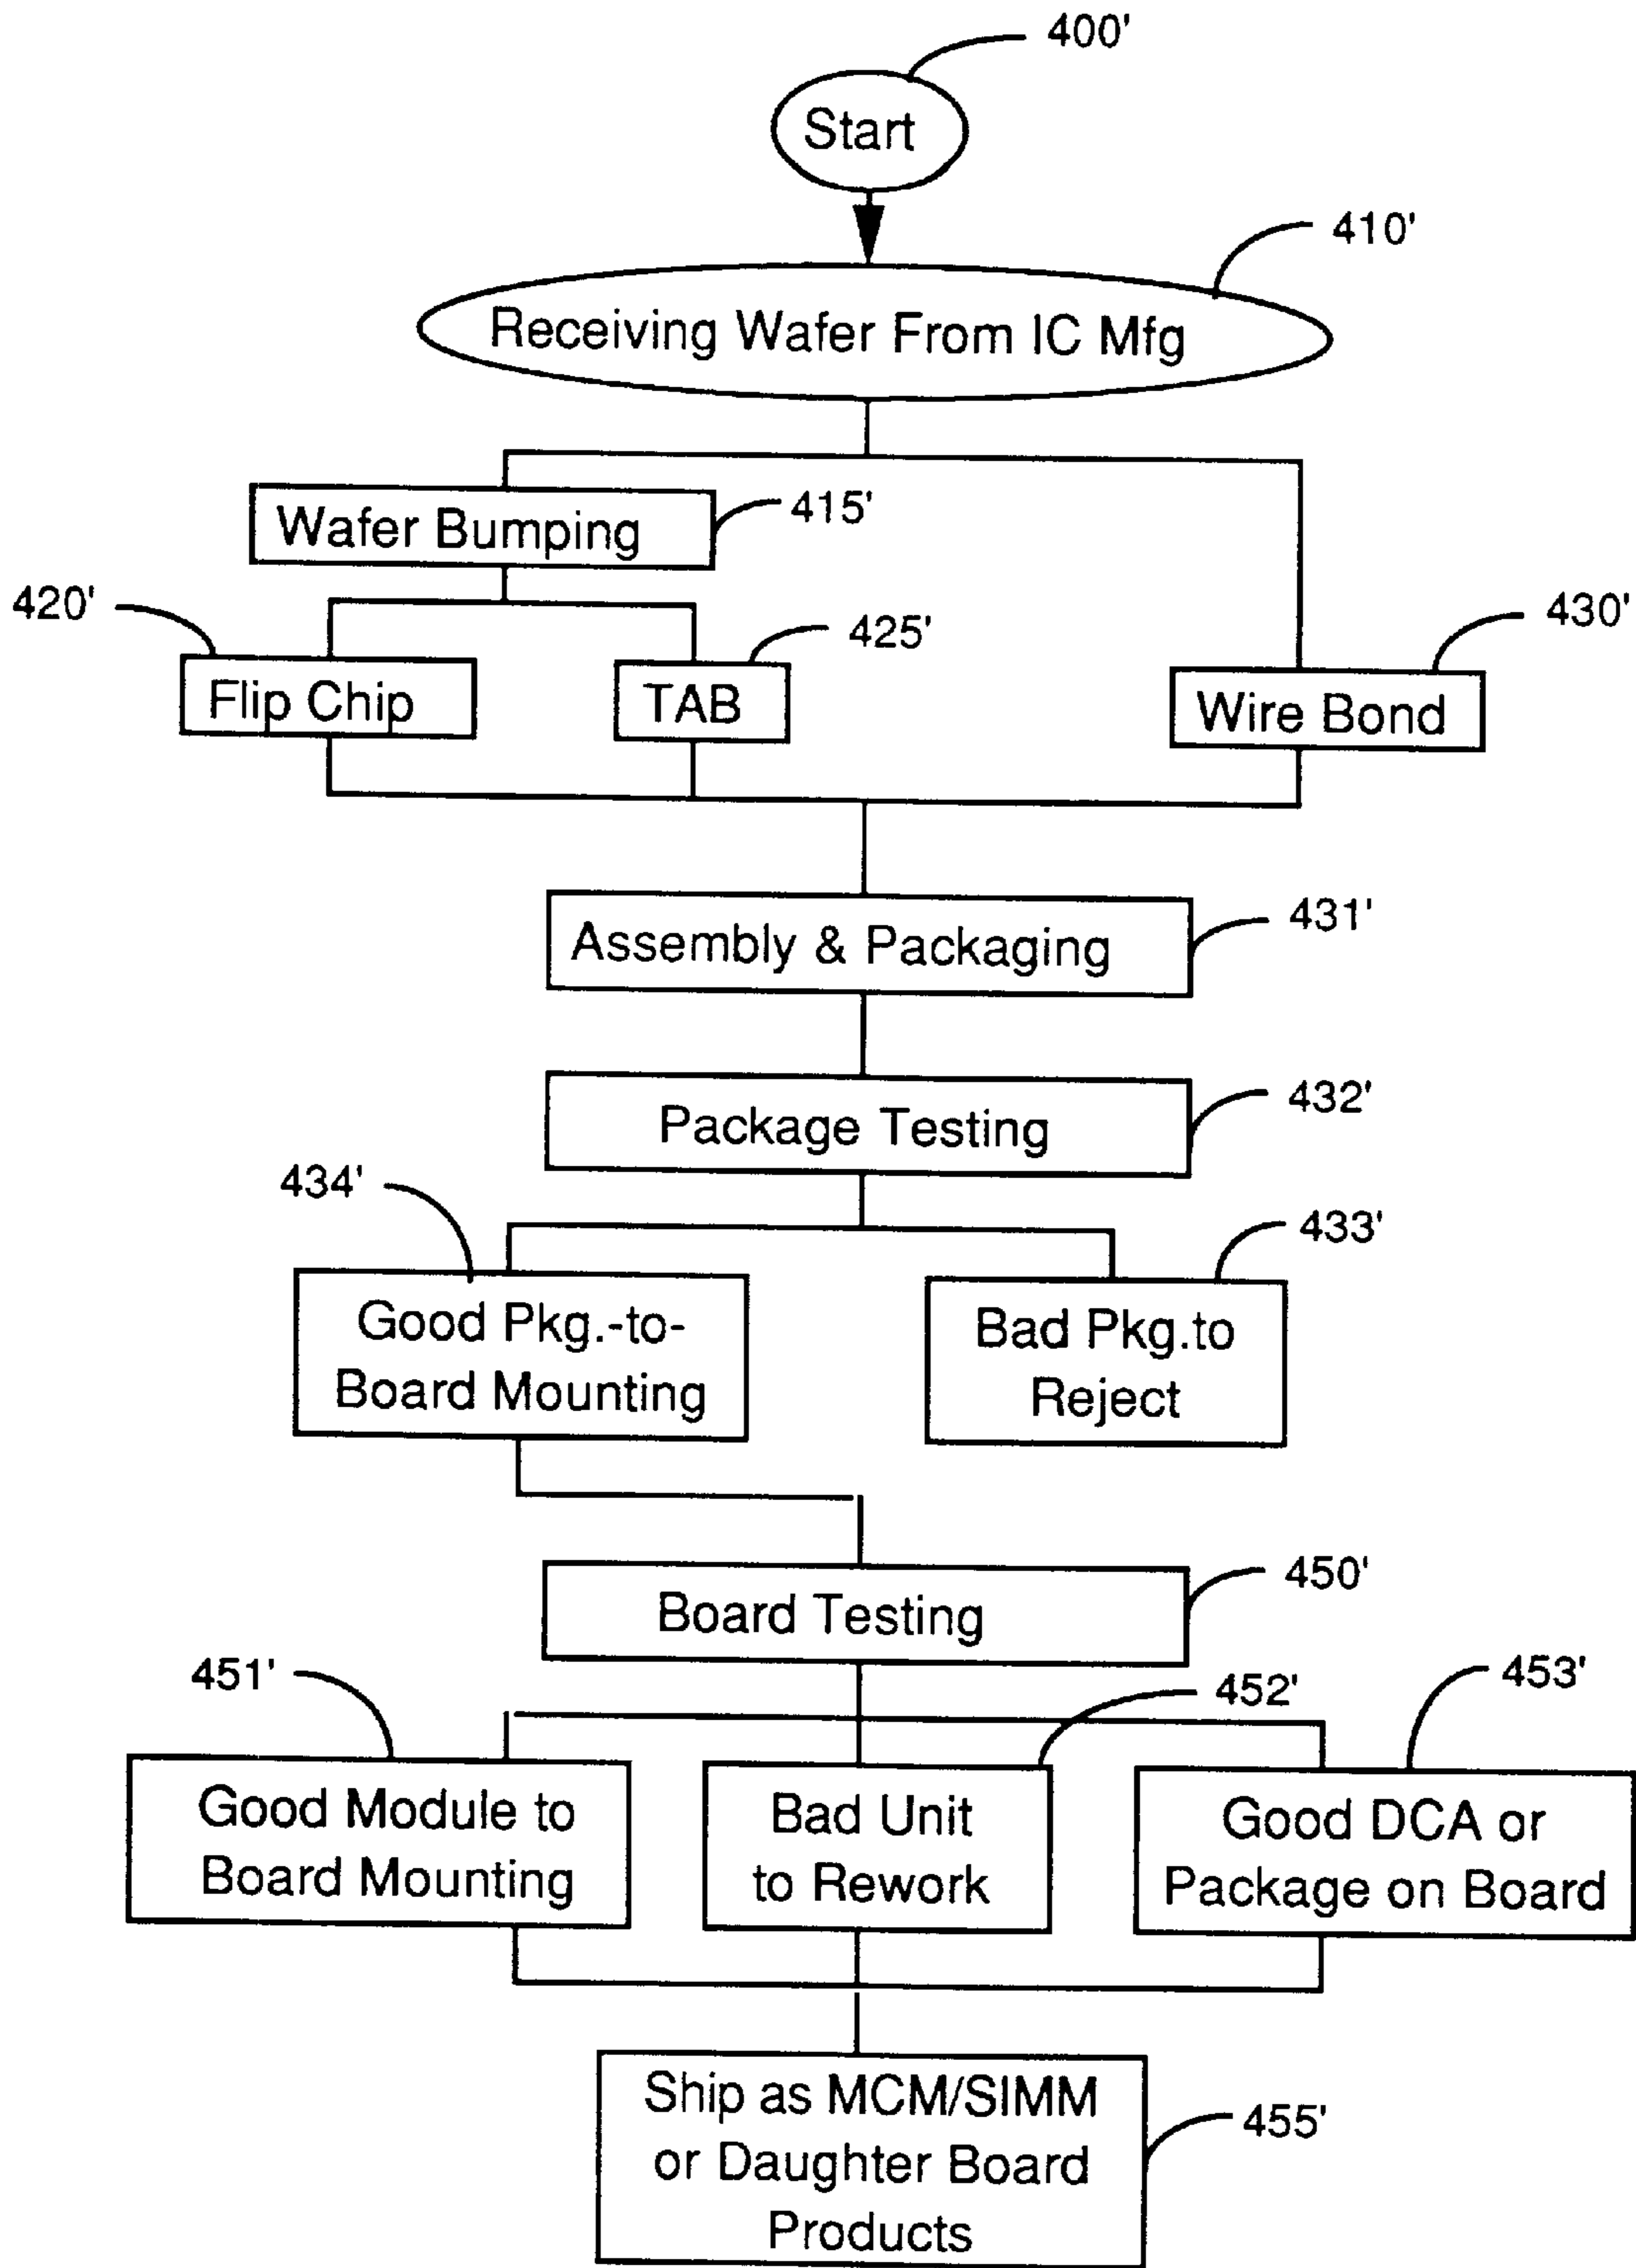 400'
Start
410'
Receiving Wafer From IC Mfg
Wafer Bumping
415'
420'
425'
430'
Flip Chip
TAB
Wire Bond
431'
Assembly & Packaging
432'
Package Testing
434'
433'
Good Pkg.-to-
Board Mounting
Bad Pkg.to
Reject
450'
Board Testing
451'
452'
453'
Good Module to
Board Mounting
Bad Unit
to Rework
Good DCA or
Package on Board
Ship as MCM/SIMM
or Daughter Board
Products
455'